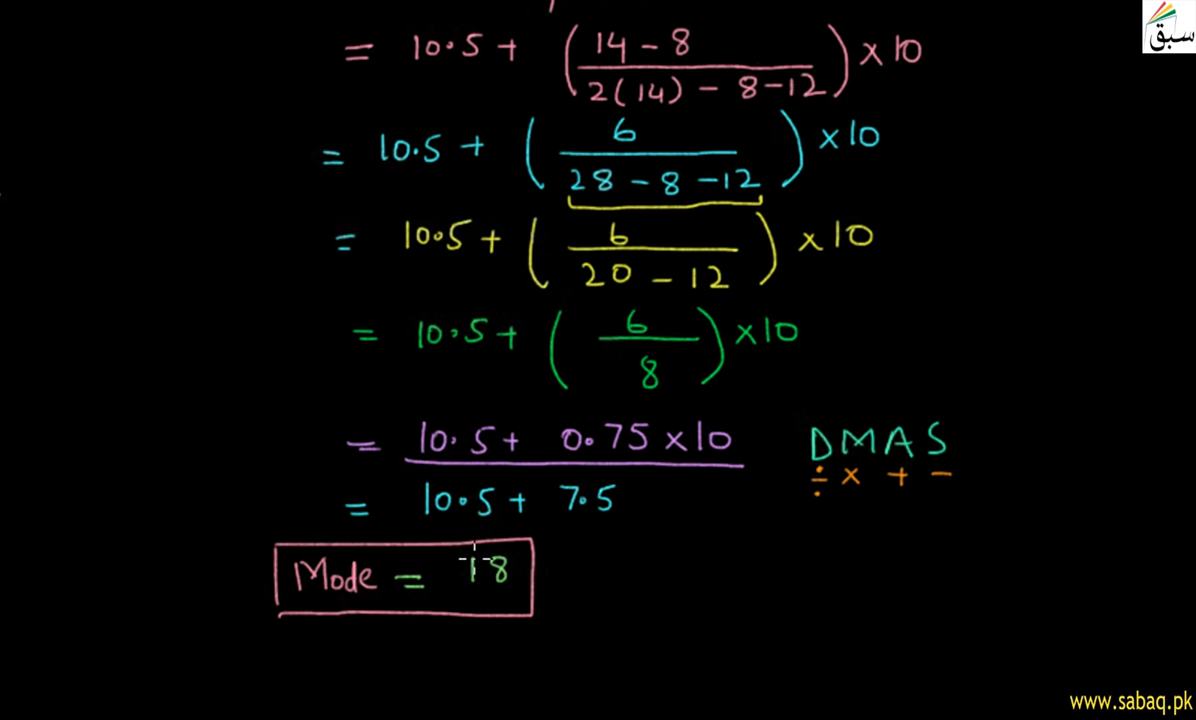 سبق
= 10.5 + (14 - 8 / 2(14) - 8 - 12) × 10
= 10.5 + (6 / 28 - 8 - 12) × 10
= 10.5 + (6 / 20 - 12) × 10
= 10.5 + (6 / 8) × 10
= 10.5 + 0.75 × 10 DMAS
÷ × + -
= 10.5 + 7.5
Mode = 18
www.sabaq.pk